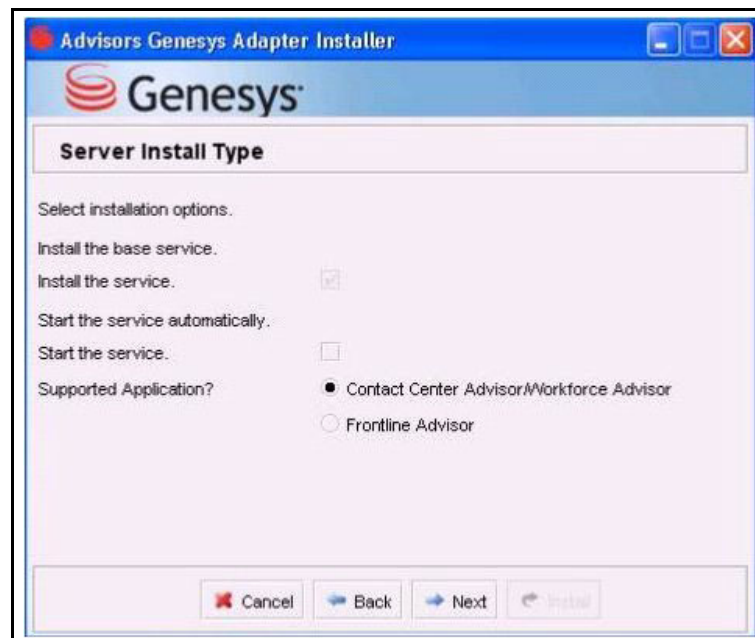 Advisors Genesys Adapter Installer
Genesys
Server Install Type
Select installation options.
Install the base service.
Install the service.
Start the service automatically.
Start the service.
Supported Application?
Contact Center Advisor/Workforce Advisor
Frontline Advisor
Cancel
Back
Next
Install